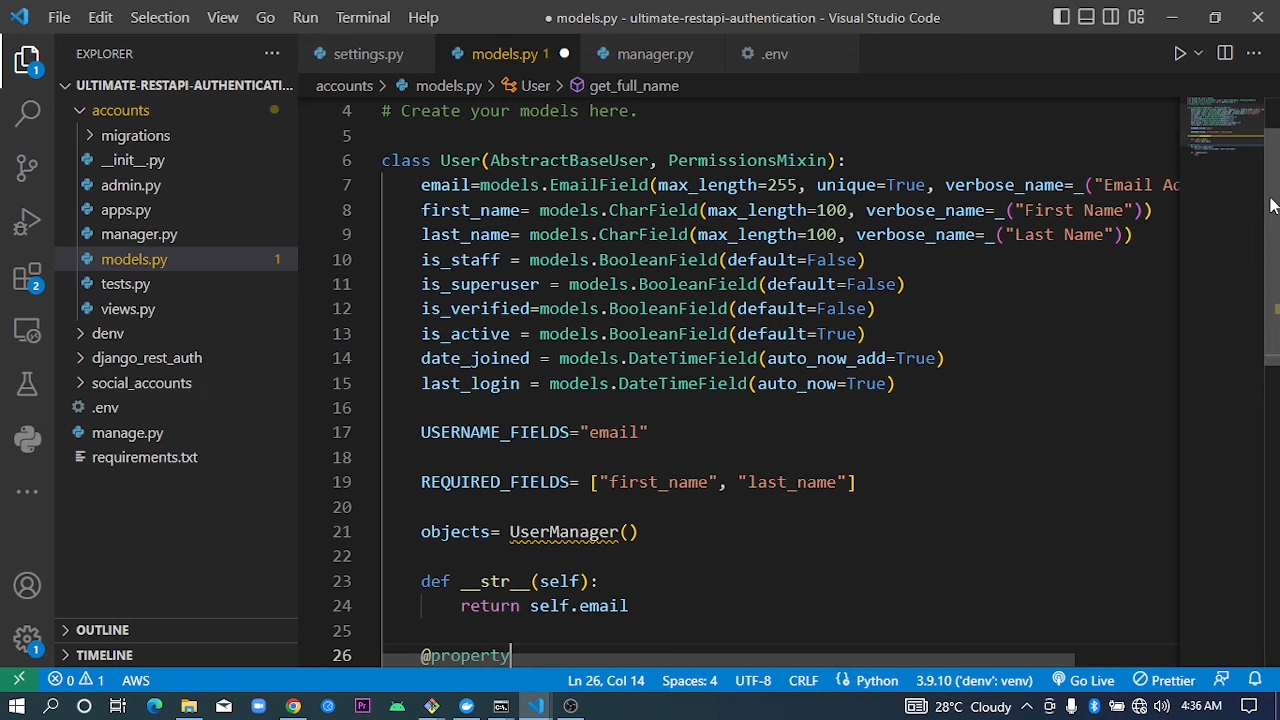 File Edit Selection View Go Run Terminal Help
● models.py - ultimate-restapi-authentication - Visual Studio Code
EXPLORER
settings.py
models.py 1
manager.py
.env
ULTIMATE-RESTAPI-AUTHENTICATI...
accounts > models.py > User > get_full_name
accounts
migrations
__init__.py
admin.py
apps.py
manager.py
models.py 1
tests.py
views.py
denv
django_rest_auth
social_accounts
.env
manage.py
requirements.txt
OUTLINE
TIMELINE
1
2
1
4 # Create your models here.
5
6 class User(AbstractBaseUser, PermissionsMixin):
7 email=models.EmailField(max_length=255, unique=True, verbose_name=_("Email Ad
8 first_name= models.CharField(max_length=100, verbose_name=_("First Name"))
9 last_name= models.CharField(max_length=100, verbose_name=_("Last Name"))
10 is_staff = models.BooleanField(default=False)
11 is_superuser = models.BooleanField(default=False)
12 is_verified=models.BooleanField(default=False)
13 is_active = models.BooleanField(default=True)
14 date_joined = models.DateTimeField(auto_now_add=True)
15 last_login = models.DateTimeField(auto_now=True)
16
17 USERNAME_FIELDS="email"
18
19 REQUIRED_FIELDS= ["first_name", "last_name"]
20
21 objects= UserManager()
22
23 def __str__(self):
24 return self.email
25
26 @property
0 1 AWS
Ln 26, Col 14 Spaces: 4 UTF-8 CRLF Python 3.9.10 ('denv': venv) Go Live Prettier
Pr
28°C Cloudy
4:36 AM